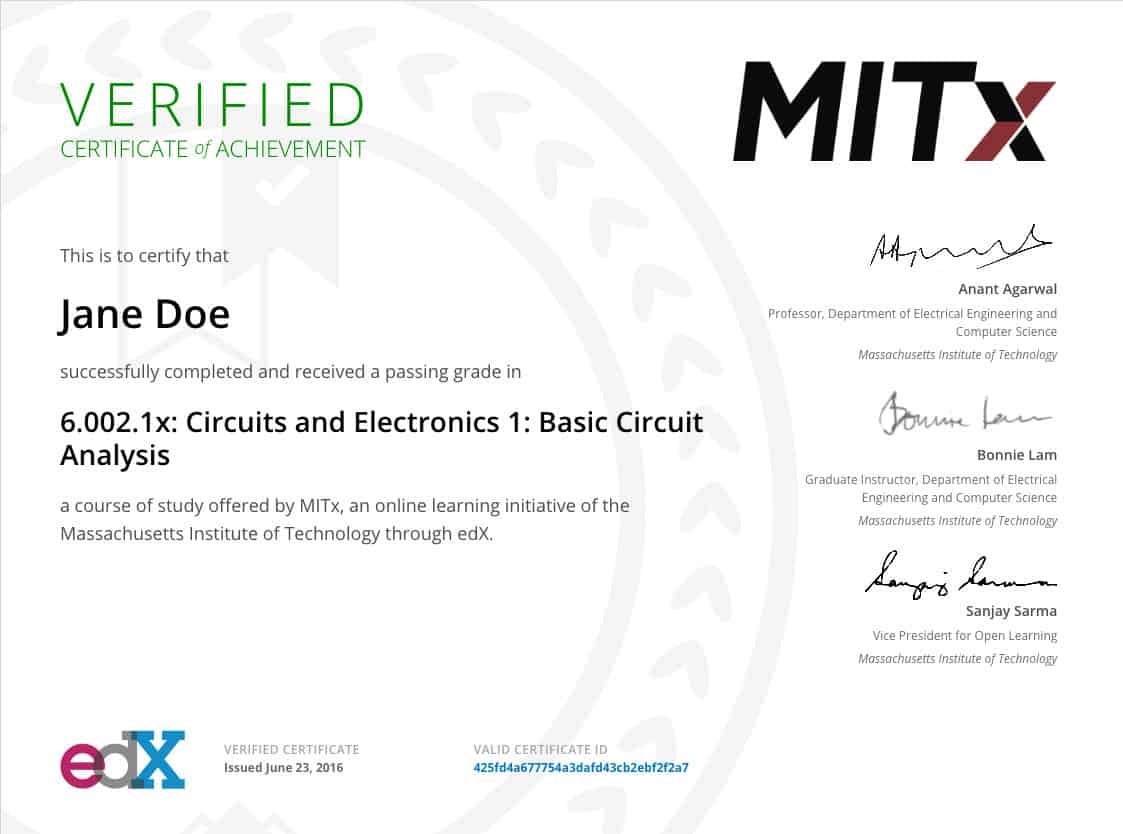 VERIFIED
CERTIFICATE of ACHIEVEMENT
MITx
This is to certify that
Jane Doe
successfully completed and received a passing grade in
6.002.1x: Circuits and Electronics 1: Basic Circuit
Analysis
a course of study offered by MITx, an online learning initiative of the
Massachusetts Institute of Technology through edX.
Anant Agarwal
Professor, Department of Electrical Engineering and
Computer Science
Massachusetts Institute of Technology
Bonnie Lam
Bonnie Lam
Graduate Instructor, Department of Electrical
Engineering and Computer Science
Massachusetts Institute of Technology
Sanjay Sarma
Sanjay Sarma
Vice President for Open Learning
Massachusetts Institute of Technology
edX
VERIFIED CERTIFICATE
Issued June 23, 2016
VALID CERTIFICATE ID
425fd4a677754a3dafd43cb2ebf2f2a7